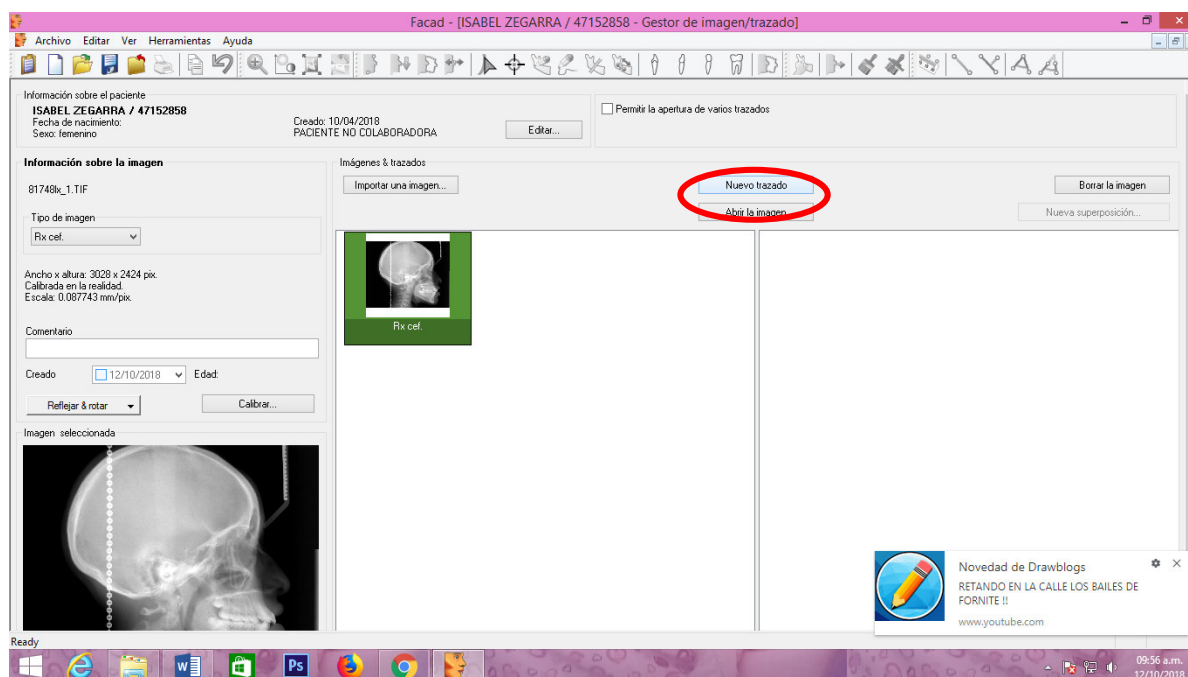 Facad - [ISABEL ZEGARRA / 47152858 - Gestor de imagen/trazado]
Archivo Editar Ver Herramientas Ayuda
Información sobre el paciente
ISABEL ZEGARRA / 47152858
Fecha de nacimiento:
Creado: 10/04/2018
Sexo: femenino
PACIENTE NO COLABORADORA
Editar...
Permitir la apertura de varios trazados
Información sobre la imagen
81748lx_1.TIF
Tipo de imagen
Rx cef.
Ancho x altura: 3028 x 2424 pix.
Calibrada en la realidad.
Escala: 0.087743 mm/pix.
Comentario
Creado 12/10/2018 Edad:
Reflejar & rotar Calibrar...
Imagen seleccionada
Imágenes & trazados
Importar una imagen... Nuevo trazado Borrar la imagen
Abrir la imagen Nueva superposición...
Rx cef.
Novedad de Drawblogs
RETANDO EN LA CALLE LOS BAILES DE
FORNITE !!
www.youtube.com
Ready
Ps
09:56 a.m.
12/10/2018